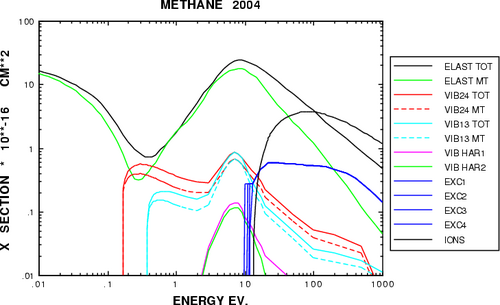 METHANE 2004
X SECTION * 10**-16 CM**2
100
10
1
.1
.01
.01 .1 1 10 100 1000
ENERGY EV.
ELAST TOT
ELAST MT
VIB24 TOT
VIB24 MT
VIB13 TOT
VIB13 MT
VIB HAR1
VIB HAR2
EXC1
EXC2
EXC3
EXC4
IONS